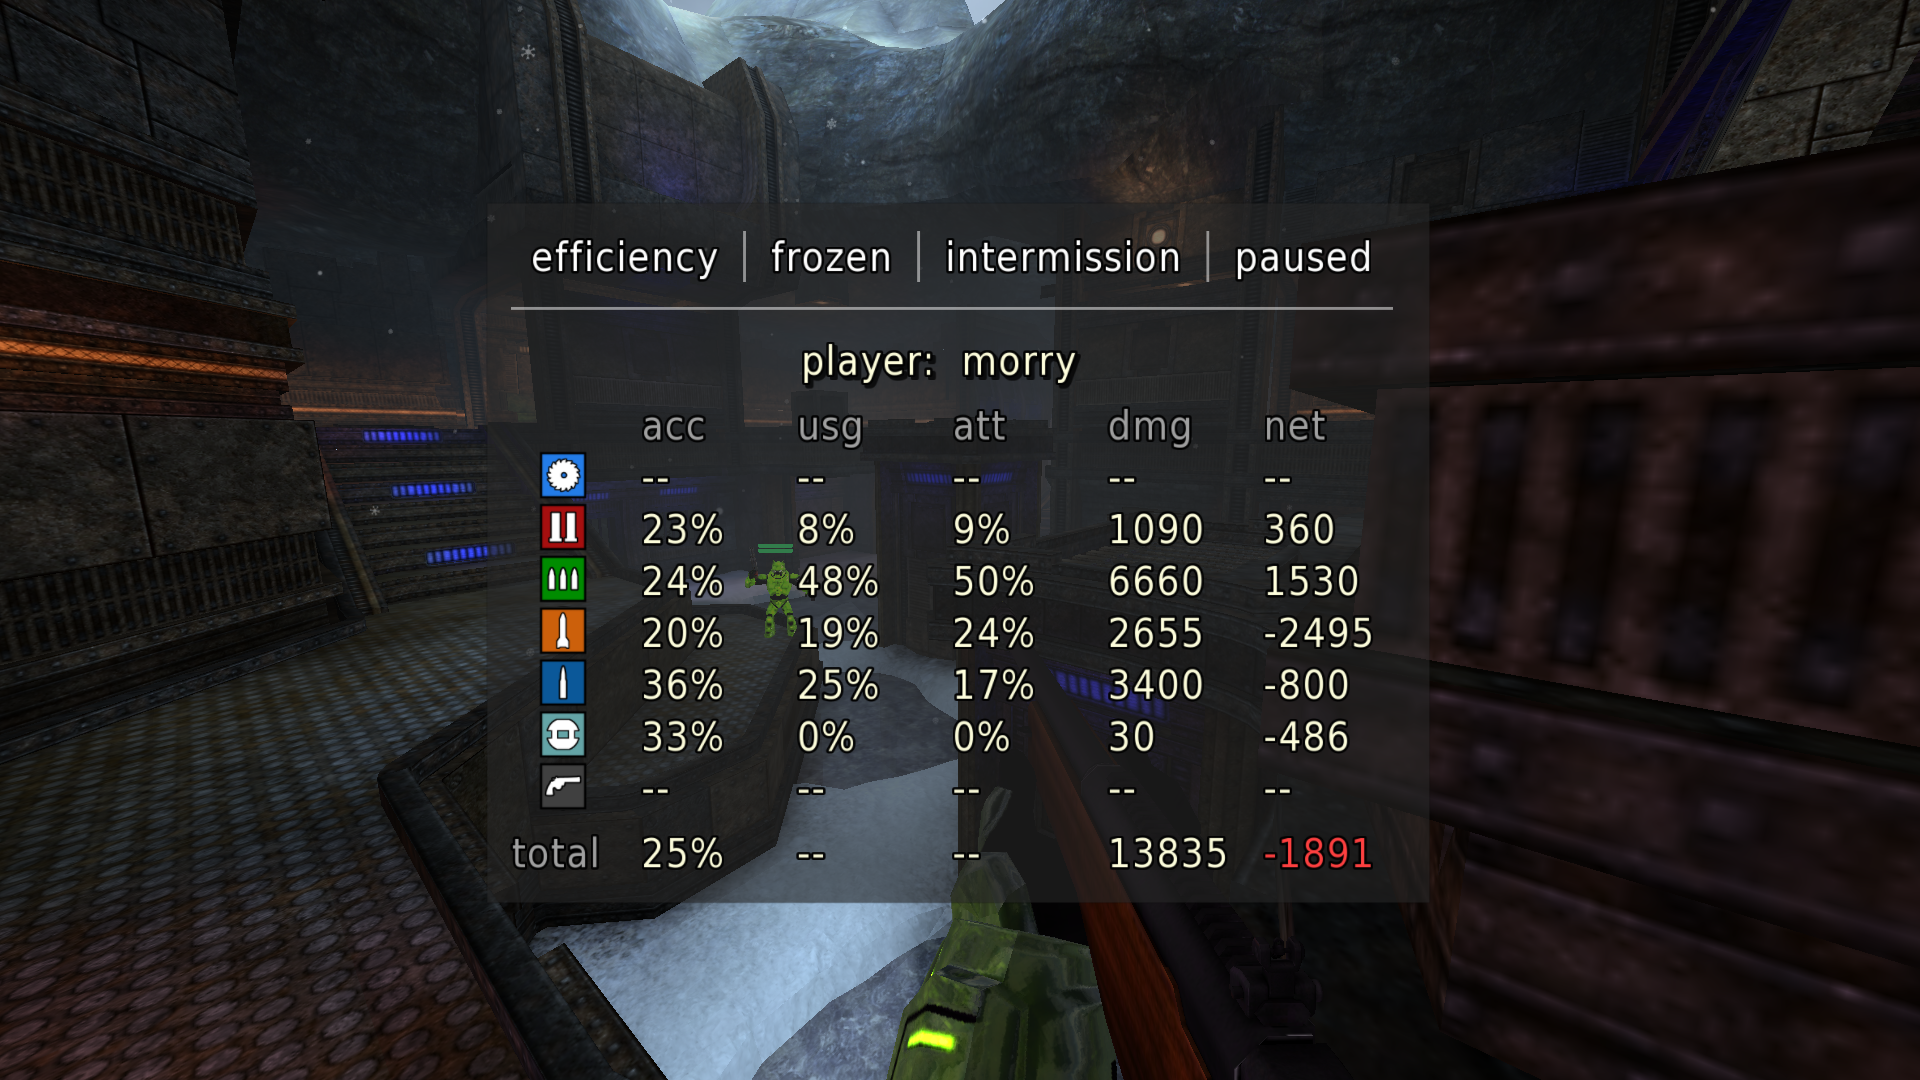 efficiency | frozen | intermission | paused
player: morry
acc usg att dmg net
-- -- -- -- --
23% 8% 9% 1090 360
24% 48% 50% 6660 1530
20% 19% 24% 2655 -2495
36% 25% 17% 3400 -800
33% 0% 0% 30 -486
-- -- -- -- --
total 25% -- -- 13835 -1891